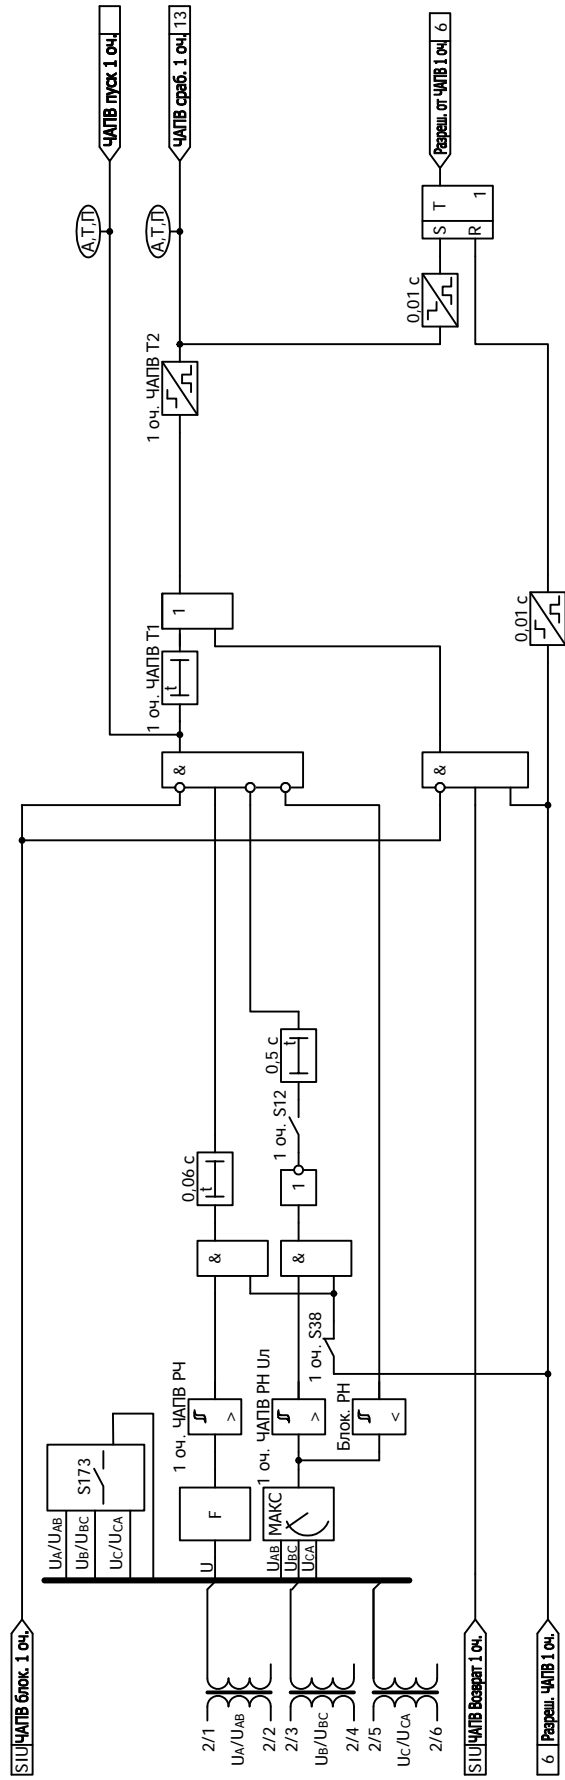 ЧАПВ пуск 1 оч.
ЧАПВ сраб. 1 оч. 13
Разреш. от ЧАПВ 1 оч 6
А,Т,П
А,Т,П
T
1
S
R
0,01 с
1 оч. ЧАПВ Т2
1
1 оч. ЧАПВ Т1
t
0,01 с
&
&
0,5 с
t
1 оч. S12
0,06 с
t
1
&
&
1 оч. S38
1 оч. ЧАПВ РЧ
>
1 оч. ЧАПВ РН Uл
>
Блок. РН
<
S173
UA/UAB
UB/UBC
UC/UCA
F
U
МАКС
UAB
UBC
UCA
2/1
UA/UAB
2/2
2/3
UB/UBC
2/4
2/5
UC/UCA
2/6
SIU ЧАПВ блок. 1 оч.
SIU ЧАПВ Возврат 1 оч.
6 Разреш. ЧАПВ 1 оч.